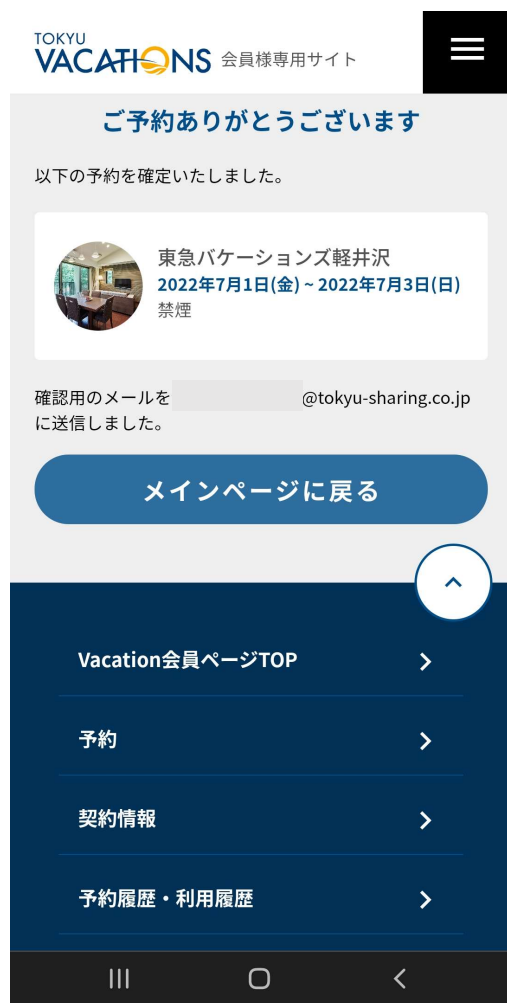 TOKYU
VACATIONS 会員様専用サイト
ご予約ありがとうございます
以下の予約を確定いたしました。
東急バケーションズ軽井沢
2022年7月1日(金) ~ 2022年7月3日(日)
禁煙
確認用のメールを @tokyu-sharing.co.jp
に送信しました。
メインページに戻る
Vacation会員ページTOP
予約
契約情報
予約履歴・利用履歴